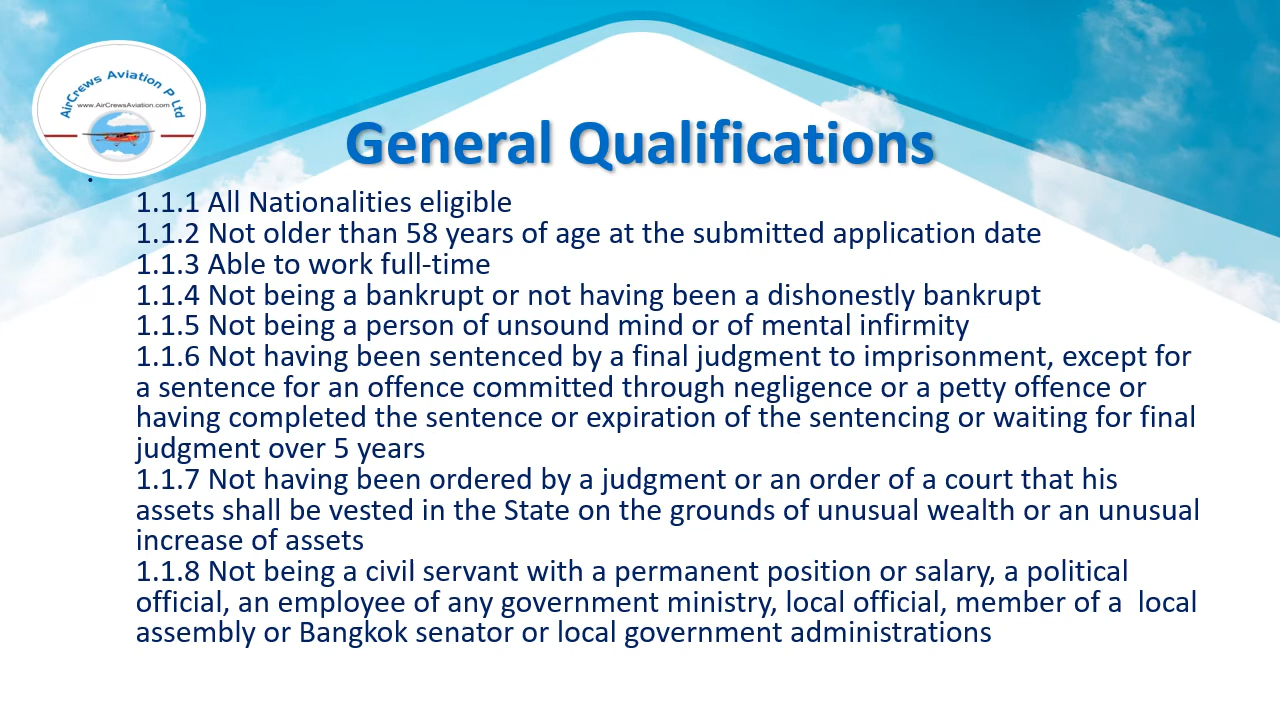 AirCrews Aviation P Ltd
www.AirCrewsAviation.com
General Qualifications
•
1.1.1 All Nationalities eligible
1.1.2 Not older than 58 years of age at the submitted application date
1.1.3 Able to work full-time
1.1.4 Not being a bankrupt or not having been a dishonestly bankrupt
1.1.5 Not being a person of unsound mind or of mental infirmity
1.1.6 Not having been sentenced by a final judgment to imprisonment, except for
a sentence for an offence committed through negligence or a petty offence or
having completed the sentence or expiration of the sentencing or waiting for final
judgment over 5 years
1.1.7 Not having been ordered by a judgment or an order of a court that his
assets shall be vested in the State on the grounds of unusual wealth or an unusual
increase of assets
1.1.8 Not being a civil servant with a permanent position or salary, a political
official, an employee of any government ministry, local official, member of a  local
assembly or Bangkok senator or local government administrations